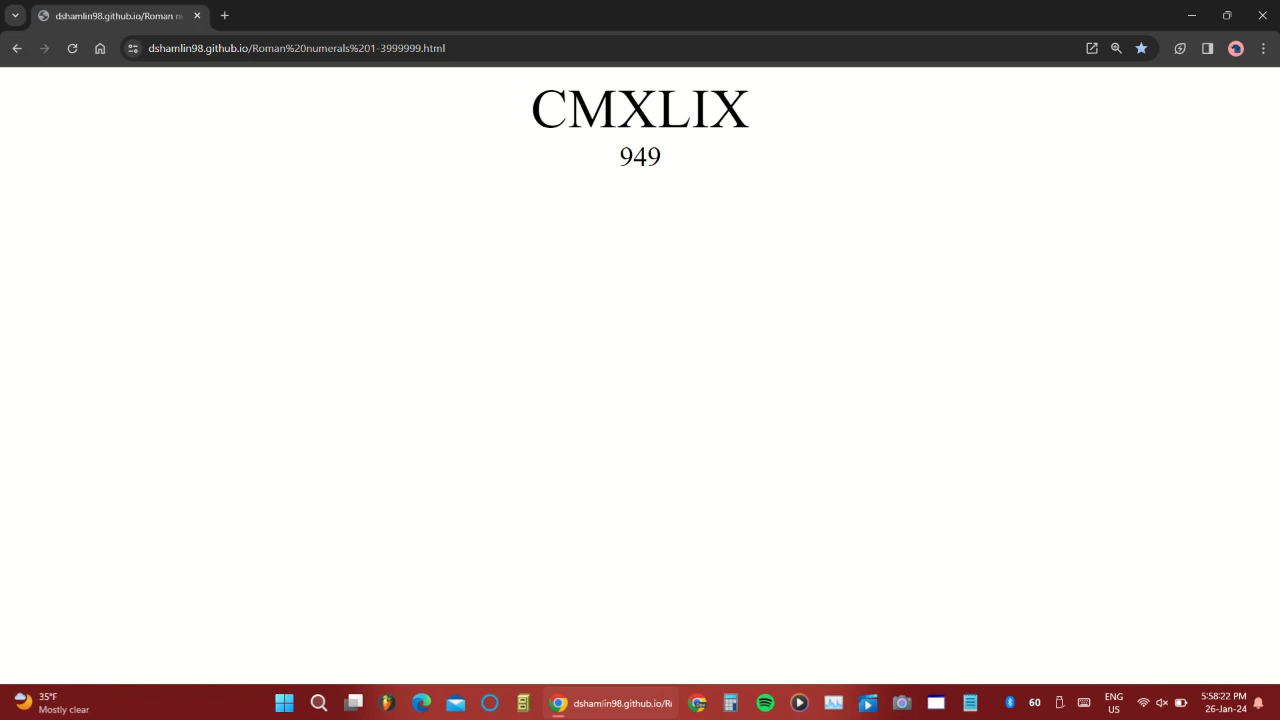 dshamlin98.github.io/Roman n
dshamlin98.github.io/Roman%20numerals%201-3999999.html
CMXLIX
949
35°F
Mostly clear
dshamlin98.github.io/R
60
ENG
US
5:58:22 PM
26-Jan-24